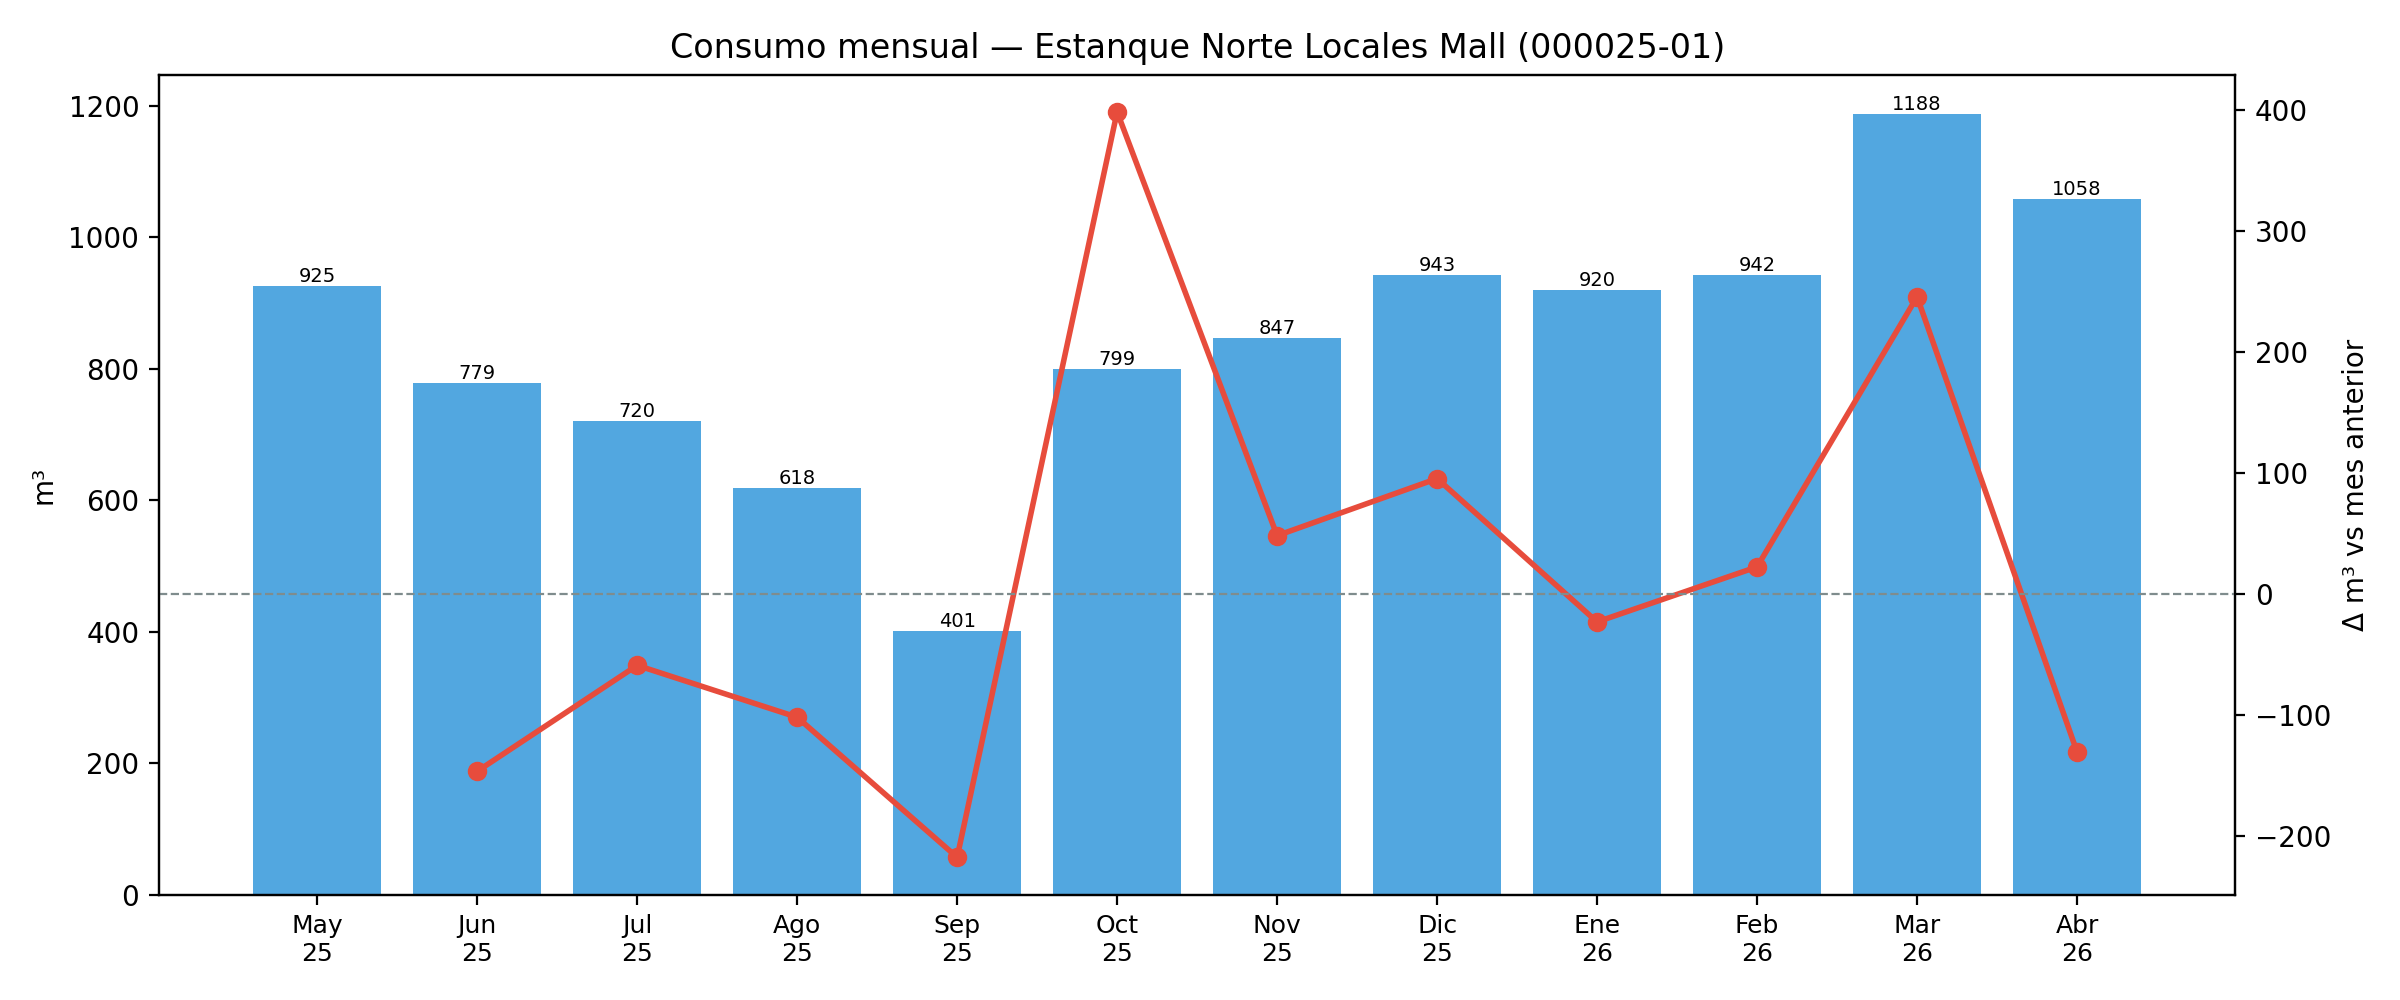 Consumo mensual — Estanque Norte Locales Mall (000025-01)
m³
1200
1000
800
600
400
200
0
925
779
720
618
401
799
847
943
920
942
1188
1058
400
300
200
100
0
−100
−200
Δ m³ vs mes anterior
May
25
Jun
25
Jul
25
Ago
25
Sep
25
Oct
25
Nov
25
Dic
25
Ene
26
Feb
26
Mar
26
Abr
26